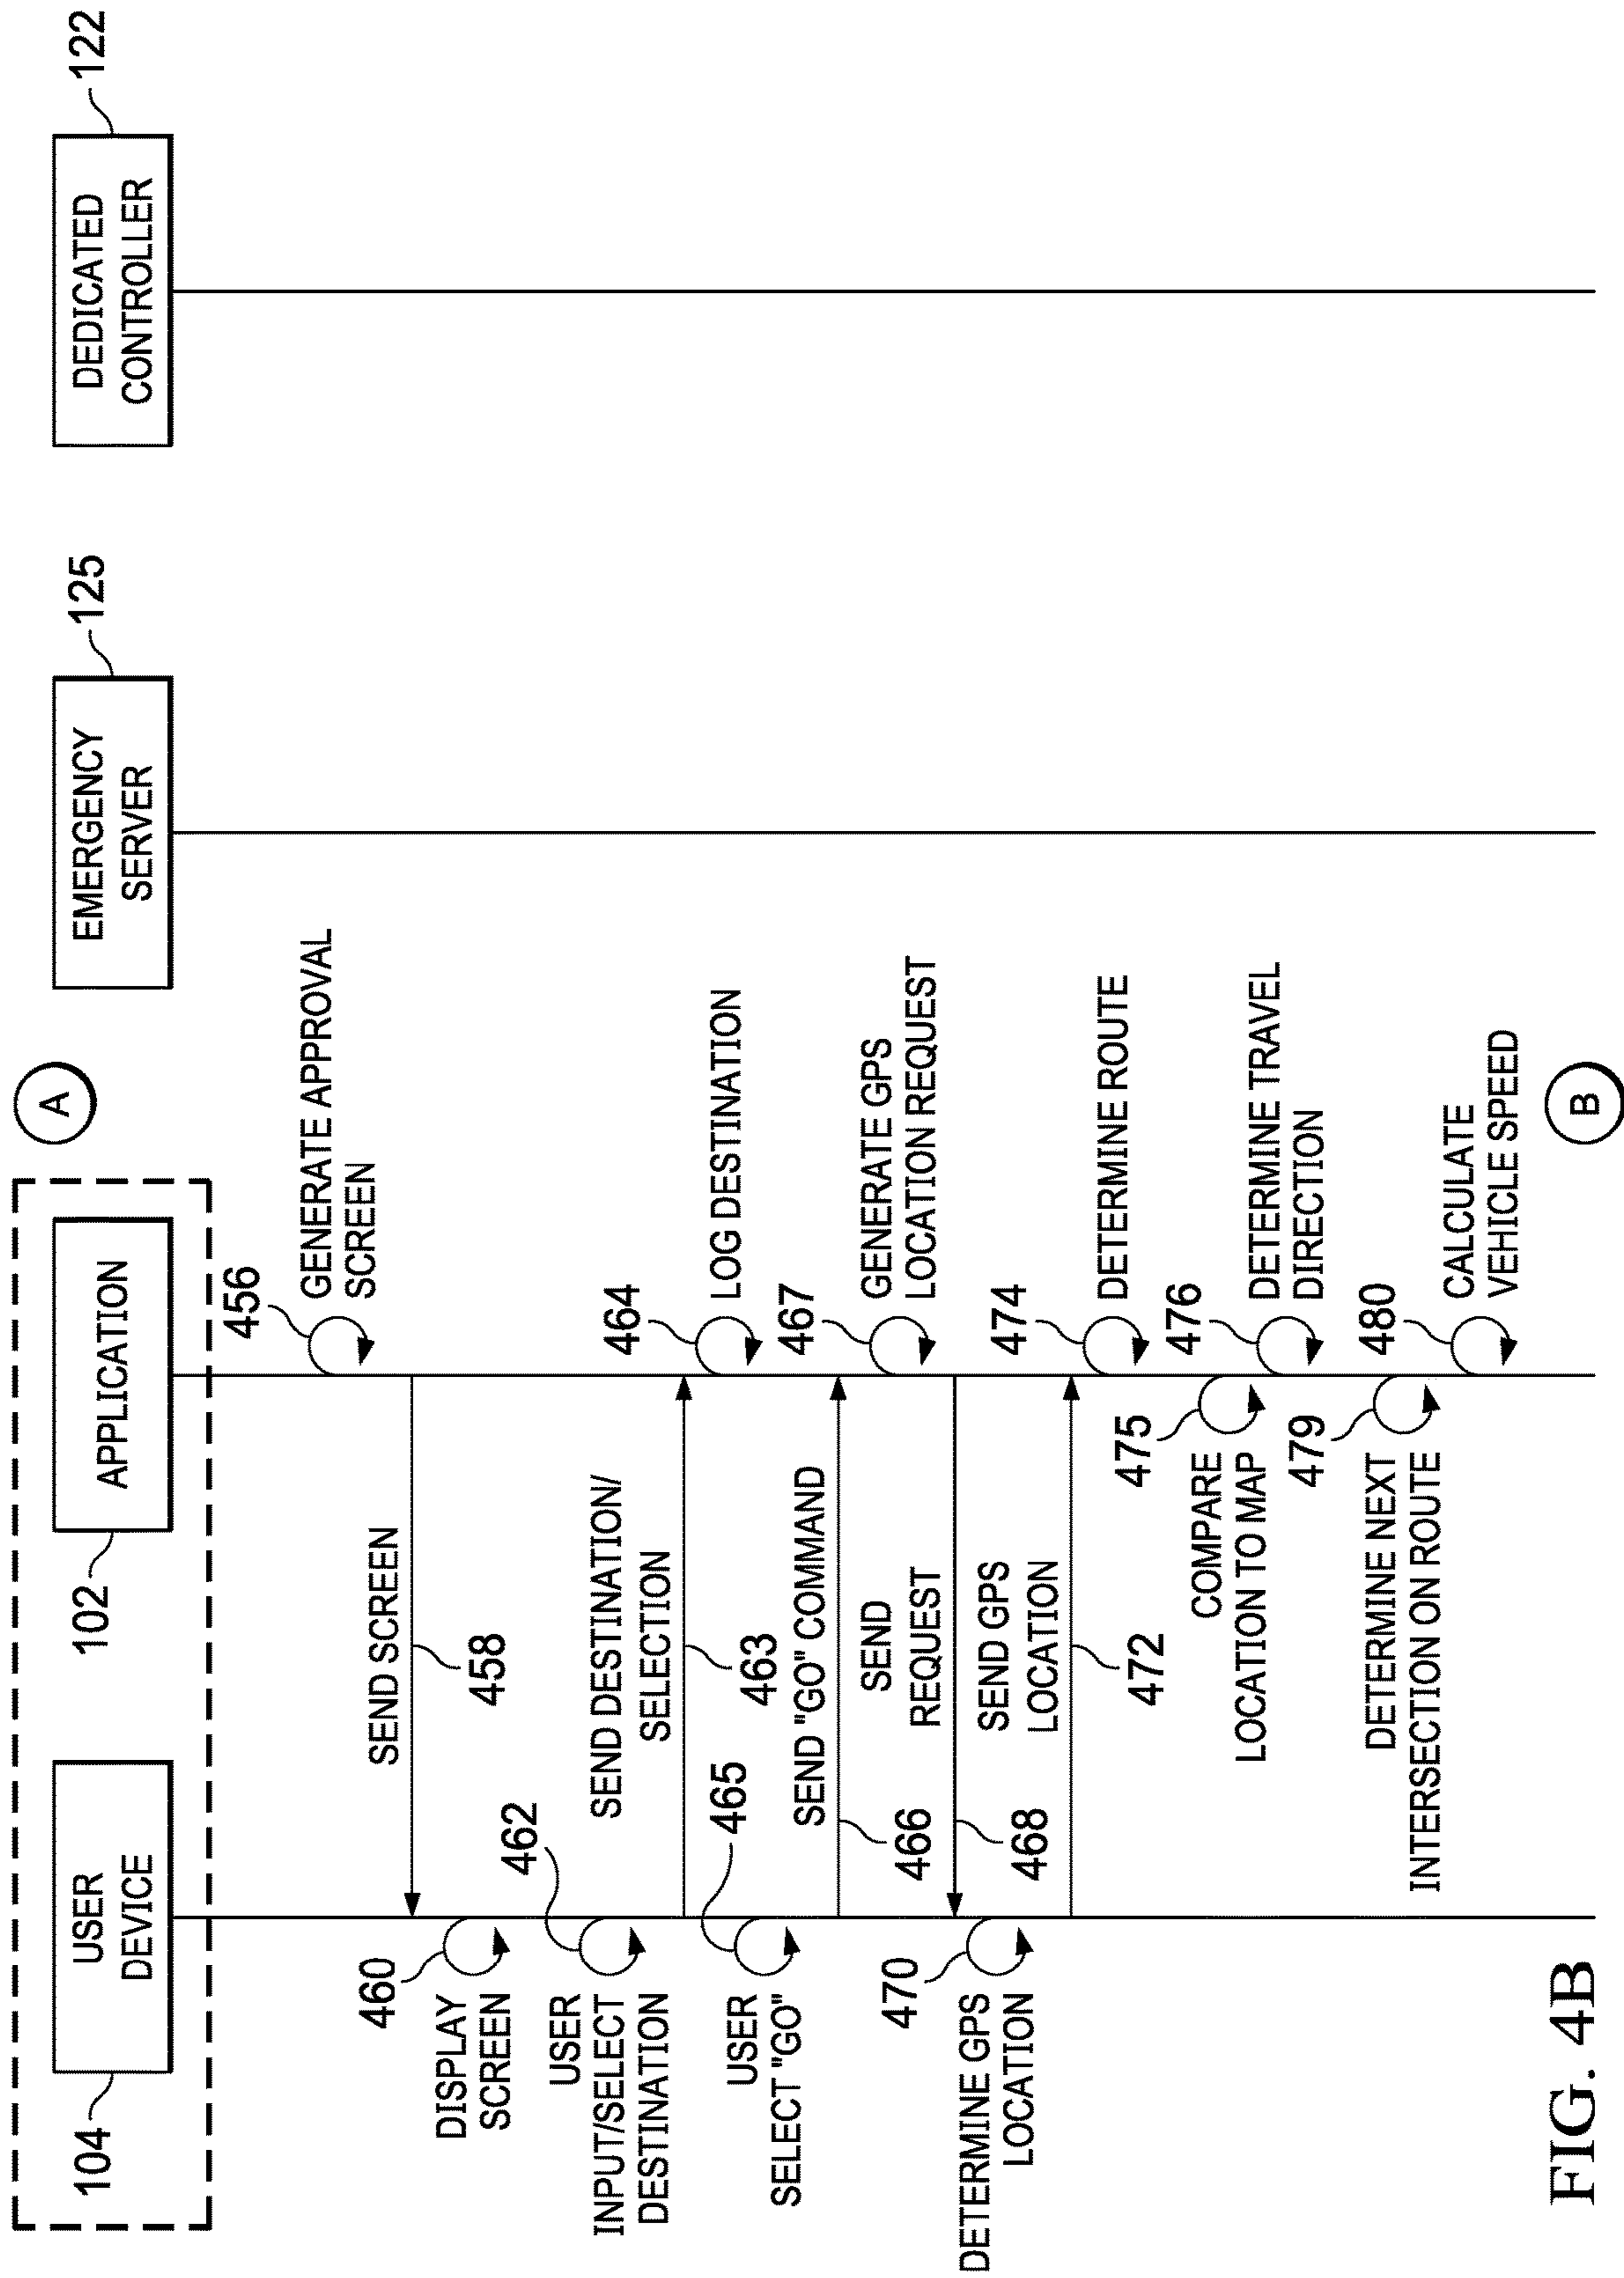 104
USER
DEVICE
102
APPLICATION
A
EMERGENCY
SERVER
125
DEDICATED
CONTROLLER
122
456
GENERATE APPROVAL
SCREEN
SEND SCREEN
458
460
DISPLAY
SCREEN
462
USER
INPUT/SELECT
DESTINATION
SEND DESTINATION/
SELECTION
463
464
LOG DESTINATION
465
USER
SELECT "GO"
SEND "GO" COMMAND
466
467
GENERATE GPS
LOCATION REQUEST
SEND
REQUEST
468
470
DETERMINE GPS
LOCATION
SEND GPS
LOCATION
472
474
DETERMINE ROUTE
475
COMPARE
LOCATION TO MAP
476
DETERMINE TRAVEL
DIRECTION
479
DETERMINE NEXT
INTERSECTION ON ROUTE
480
CALCULATE
VEHICLE SPEED
B
FIG. 4B